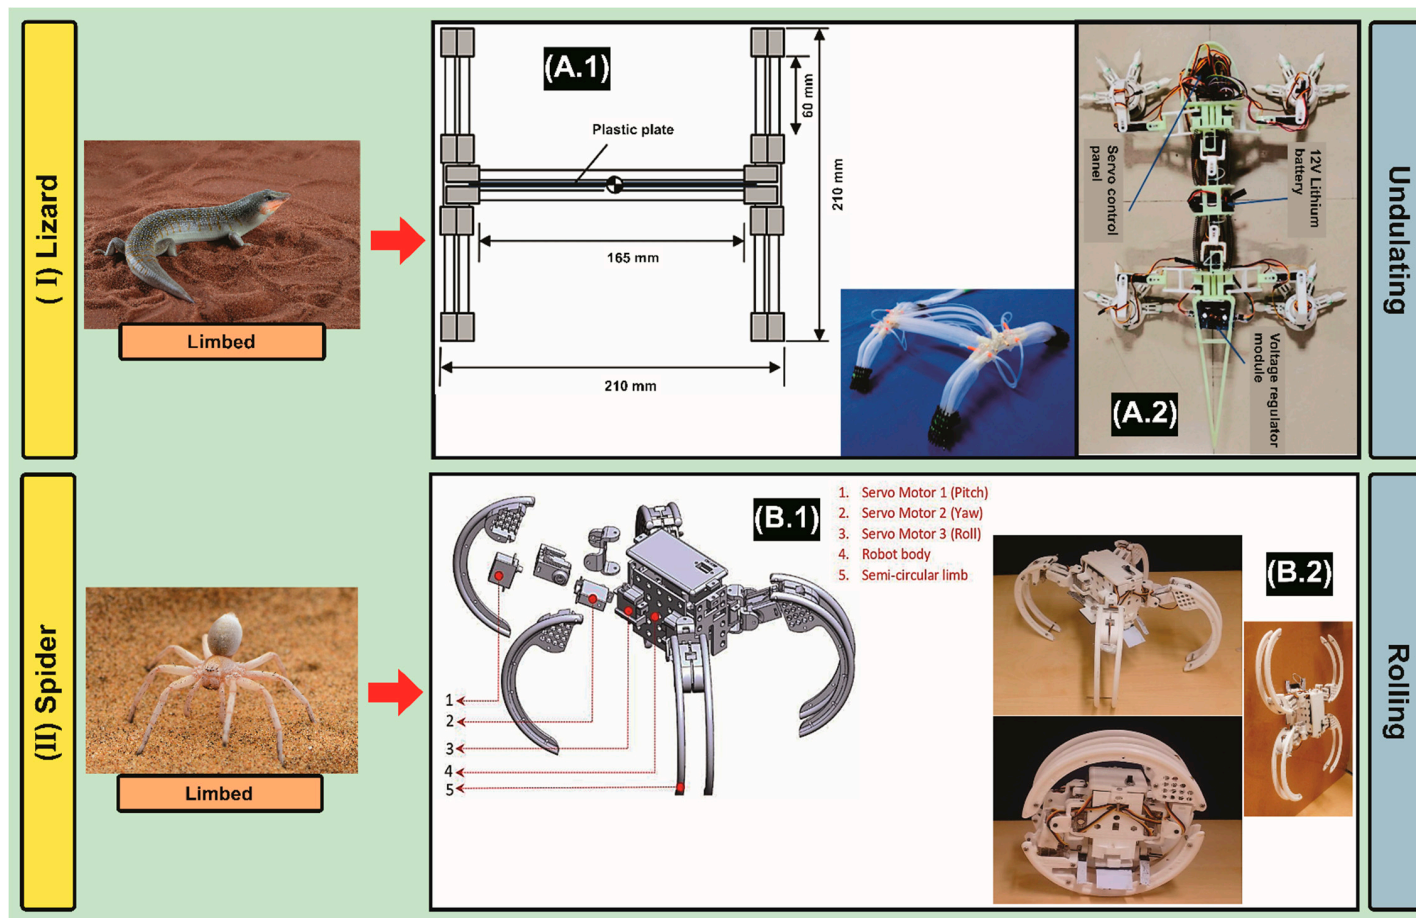 (I) Lizard
Limbed
(A.1)
Plastic plate
60 mm
210 mm
165 mm
210 mm
Servo control
panel
12V Lithium
battery
Voltage regulator
module
(A.2)
Undulating
(II) Spider
Limbed
(B.1)
1. Servo Motor 1 (Pitch)
2. Servo Motor 2 (Yaw)
3. Servo Motor 3 (Roll)
4. Robot body
5. Semi-circular limb
1
2
3
4
5
(B.2)
Rolling